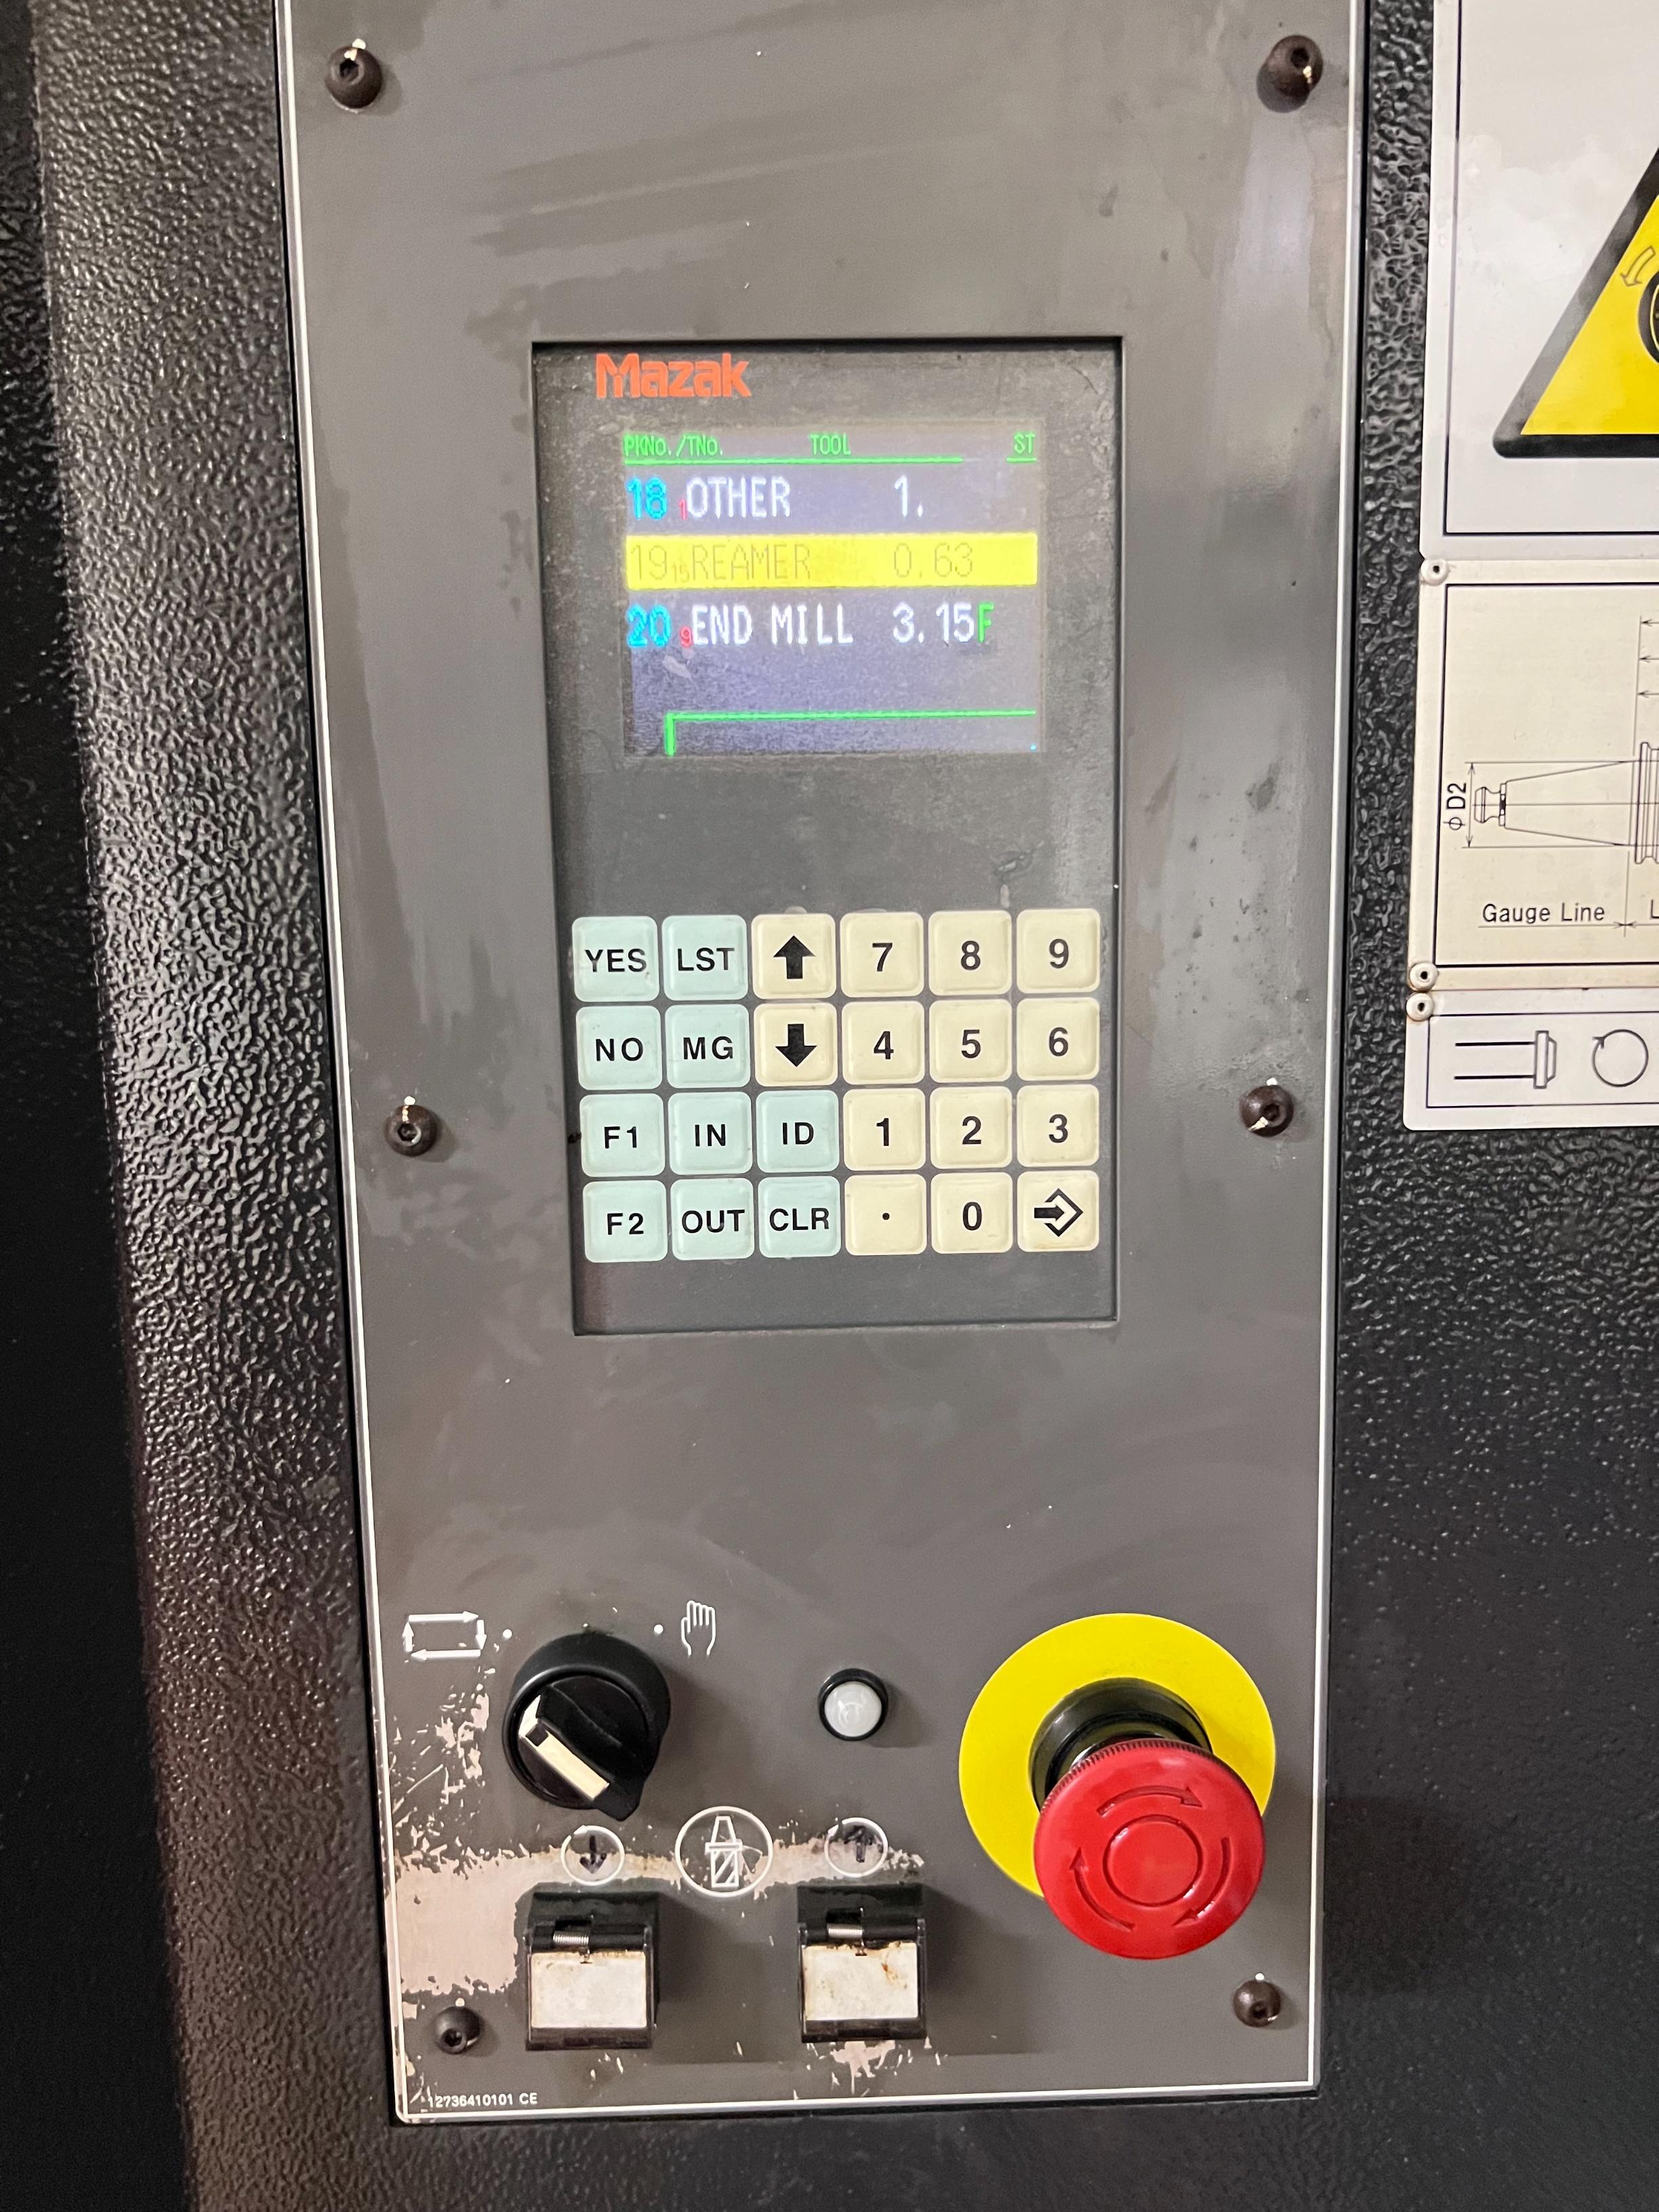 Mazak
PKNo./TNo. TOOL ST
18 1 OTHER 1.
19 15 REAMER 0.63
20 9 END MILL 3.15F
YES LST 7 8 9
NO MG 4 5 6
φD2
Gauge Line L
F1 IN ID 1 2 3
F2 OUT CLR . 0
12736410101 CE